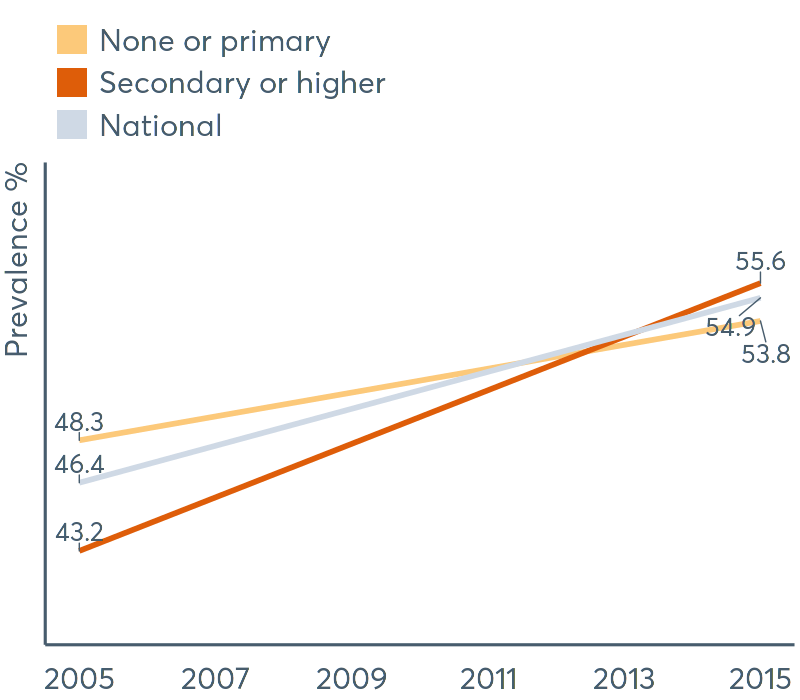 None or primary
Secondary or higher
National
Prevalence %
55.6
54.9
53.8
48.3
46.4
43.2
2005 2007 2009 2011 2013 2015